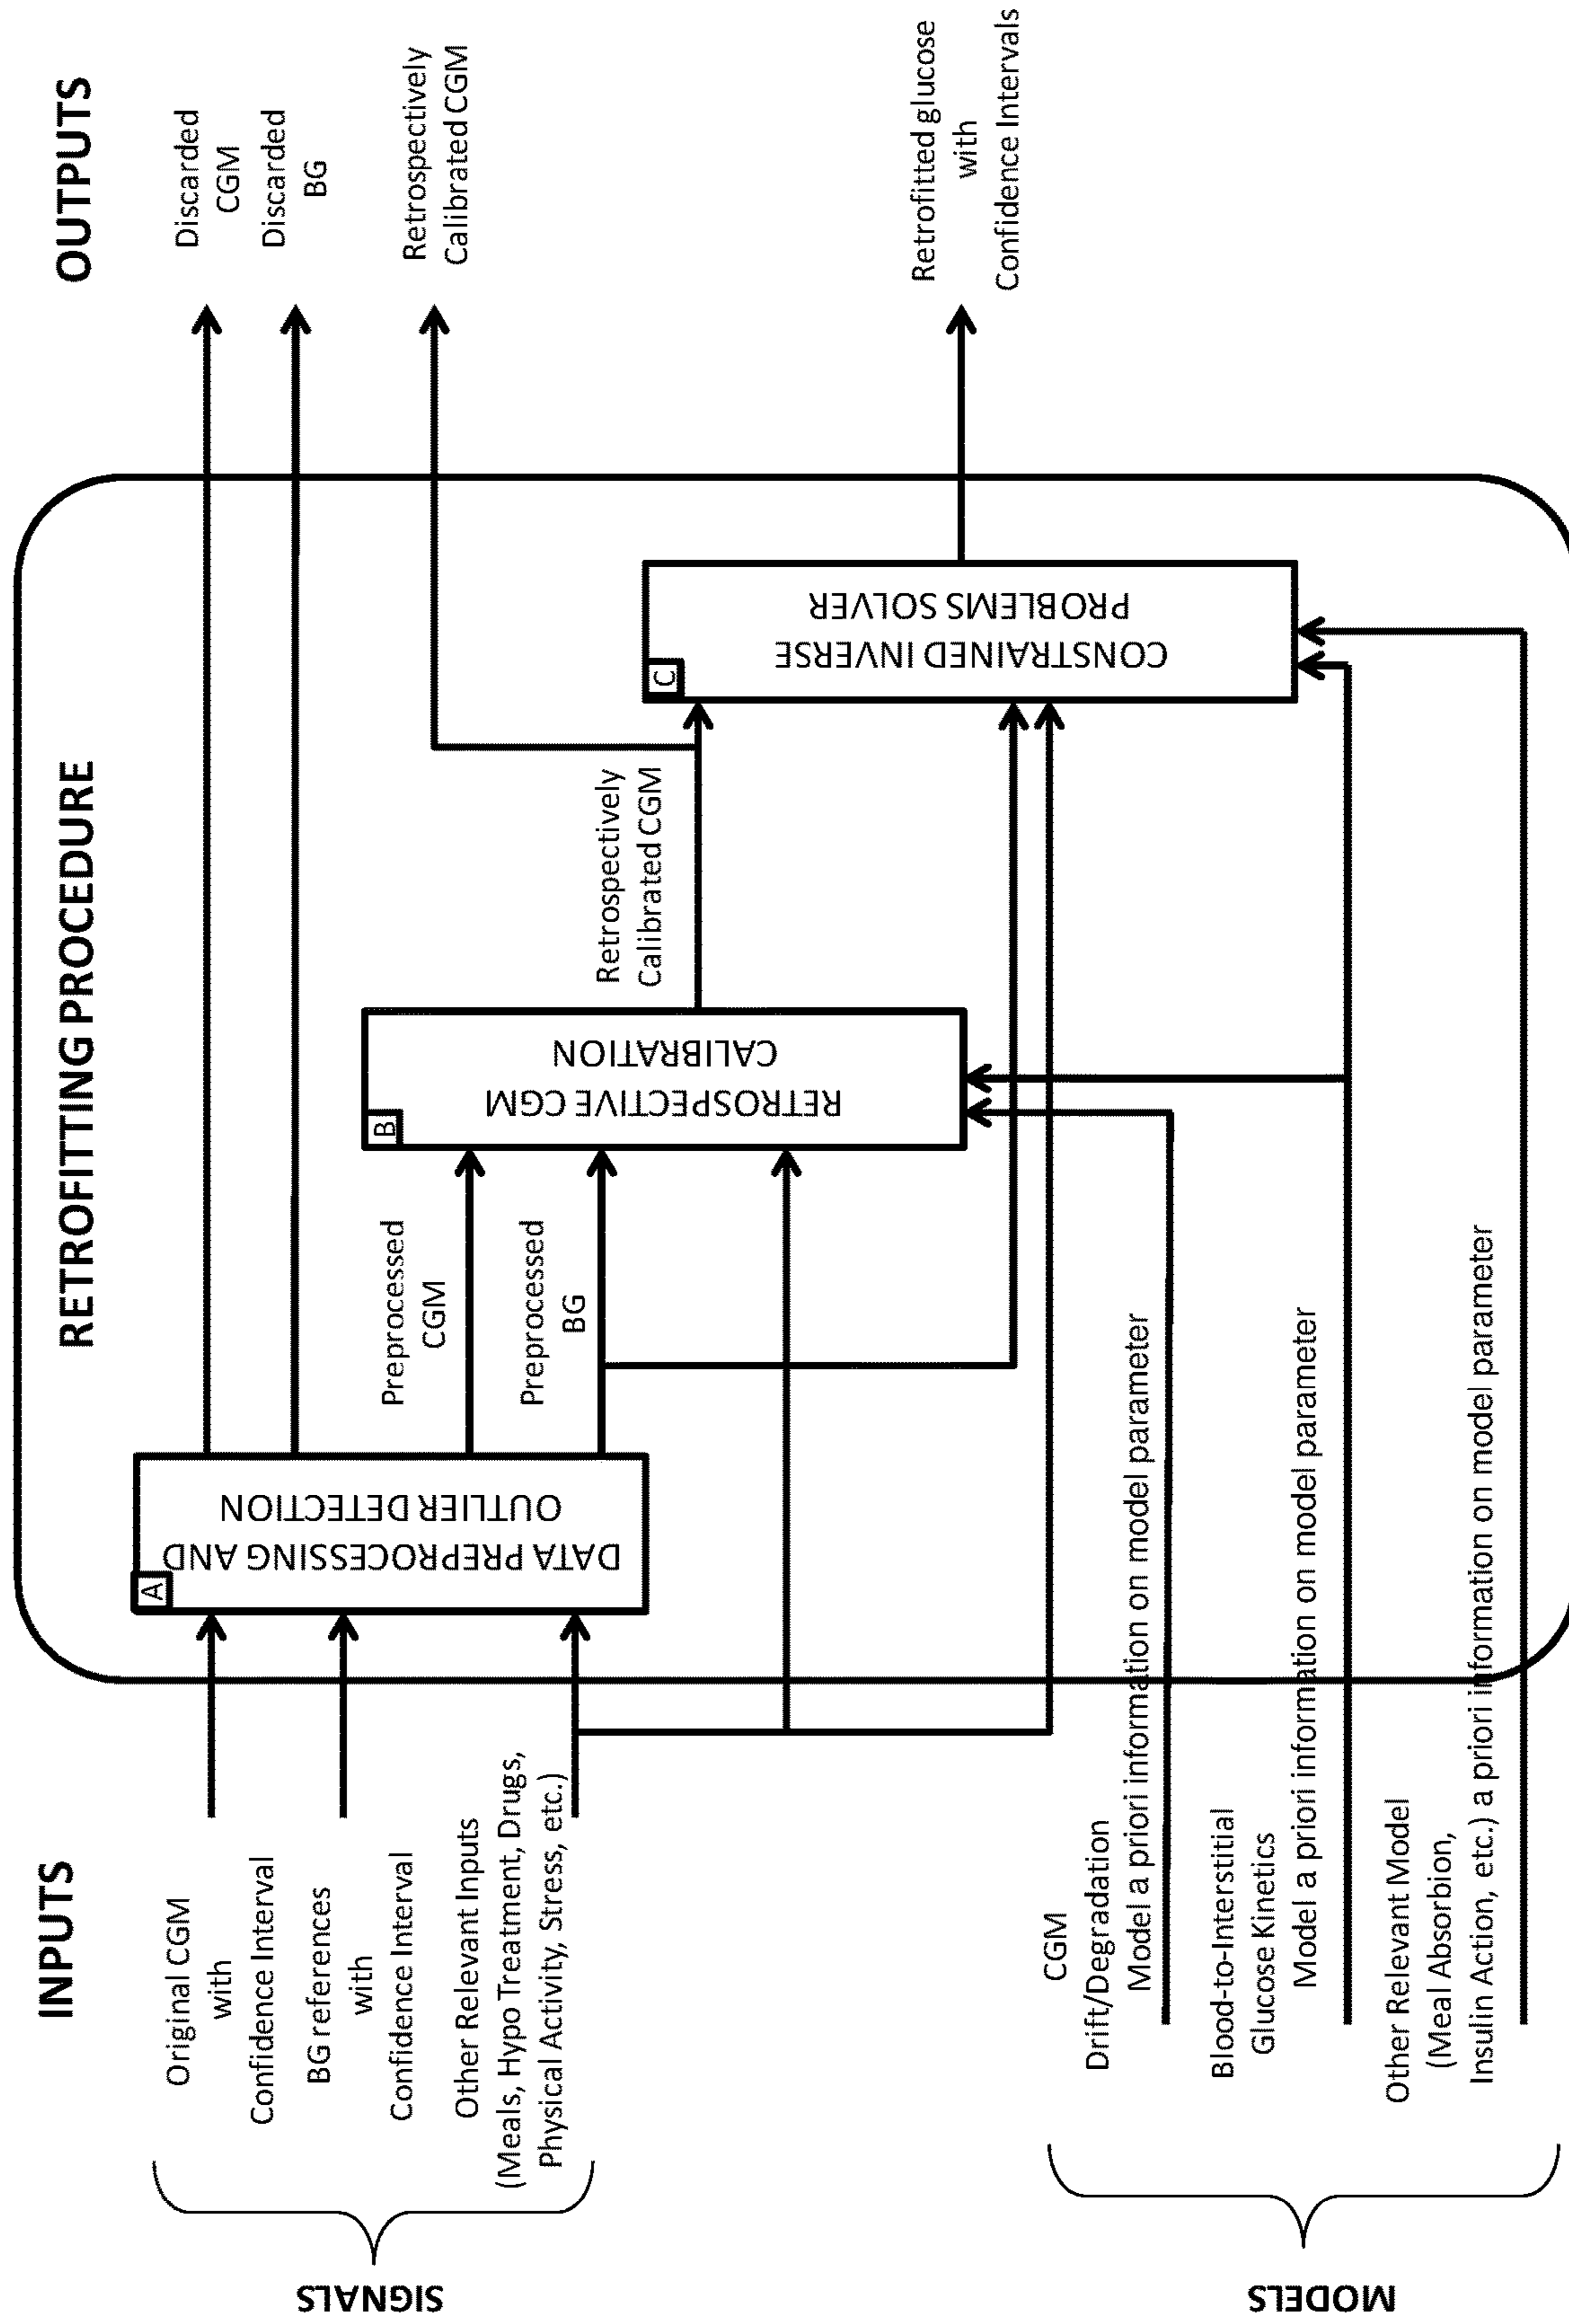 INPUTS
RETROFITTING PROCEDURE
OUTPUTS
SIGNALS
Original CGM
with
Confidence Interval
BG references
with
Confidence Interval
Other Relevant Inputs
(Meals, Hypo Treatment, Drugs,
Physical Activity, Stress, etc.)
MODELS
CGM
Drift/Degradation
Model a priori information on model parameter
Blood-to-Interstitial
Glucose Kinetics
Model a priori information on model parameter
Other Relevant Model
(Meal Absorbion,
Insulin Action, etc.) a priori information on model parameter
A
DATA PREPROCESSING AND
OUTLIER DETECTION
Preprocessed
CGM
Preprocessed
BG
B
RETROSPECTIVE CGM
CALIBRATION
Retrospectively
Calibrated CGM
C
CONSTRAINED INVERSE
PROBLEMS SOLVER
Discarded
CGM
Discarded
BG
Retrospectively
Calibrated CGM
Retrofitted glucose
with
Confidence Intervals